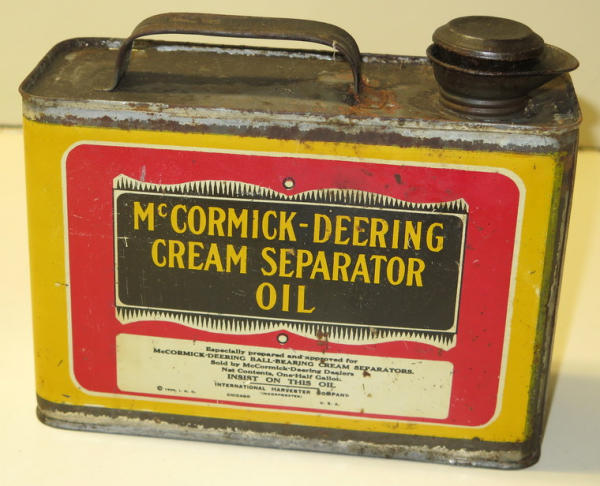 McCORMICK-DEERING
CREAM SEPARATOR
OIL
Especially prepared and approved for
McCORMICK-DEERING BALL-BEARING CREAM SEPARATORS.
Sold by McCormick-Deering Dealers
Net Contents, One-Half Gallon.
INSIST ON THIS OIL
INTERNATIONAL HARVESTER COMPANY
CHICAGO (INCORPORATED) U.S.A.